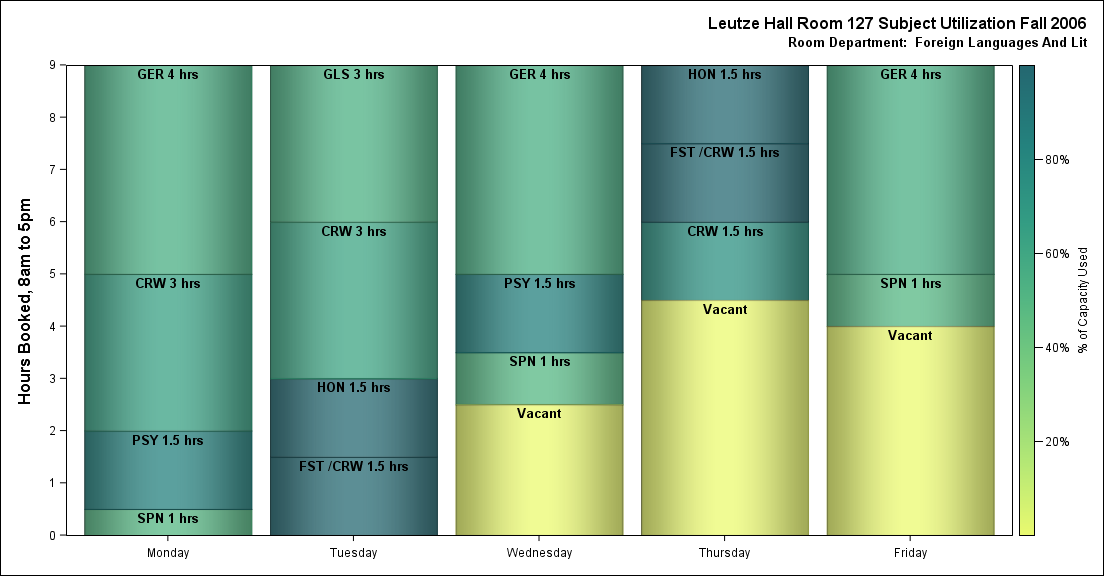 Leutze Hall Room 127 Subject Utilization Fall 2006
Room Department:  Foreign Languages And Lit
Hours Booked, 8am to 5pm
9
8
7
6
5
4
3
2
1
0
GER 4 hrs
CRW 3 hrs
PSY 1.5 hrs
SPN 1 hrs
Monday
GLS 3 hrs
CRW 3 hrs
HON 1.5 hrs
FST /CRW 1.5 hrs
Tuesday
GER 4 hrs
PSY 1.5 hrs
SPN 1 hrs
Vacant
Wednesday
HON 1.5 hrs
FST /CRW 1.5 hrs
CRW 1.5 hrs
Vacant
Thursday
GER 4 hrs
SPN 1 hrs
Vacant
Friday
80%
60%
40%
20%
% of Capacity Used